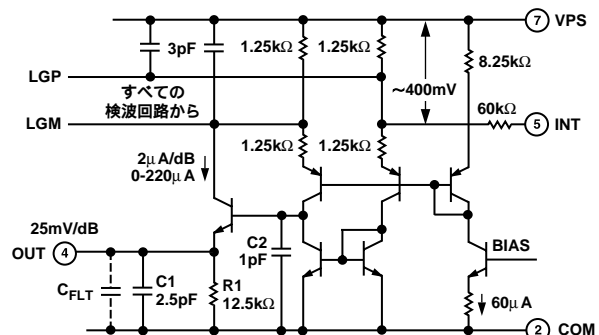 7 VPS
3pF
1.25kΩ
1.25kΩ
8.25kΩ
LGP
~400mV
すべての
検波回路から
60kΩ
LGM
5 INT
1.25kΩ
1.25kΩ
2μA/dB
0-220μA
25mV/dB
OUT 4
C2
1pF
BIAS
CFLT
C1
2.5pF
R1
12.5kΩ
60μA
2 COM